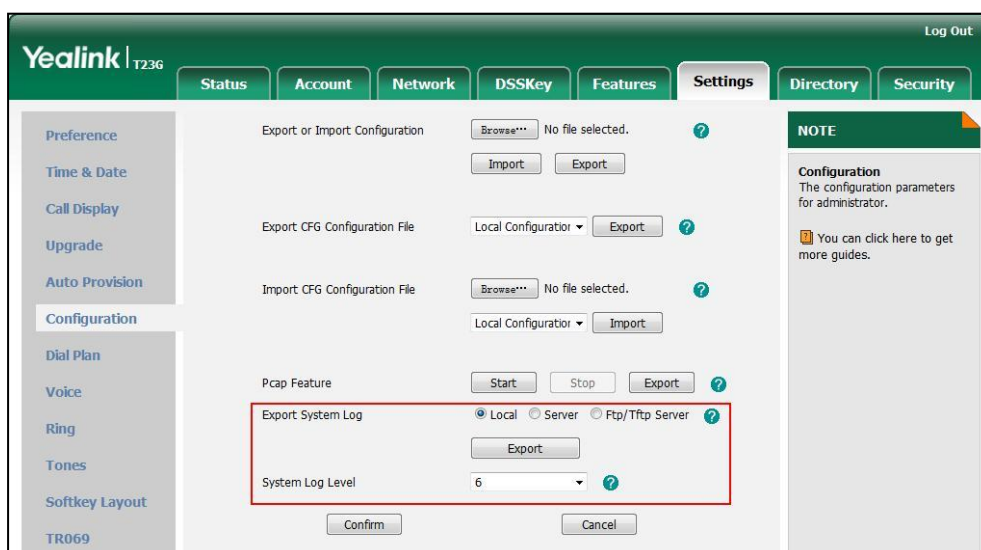 Log Out
Yealink T23G
Status Account Network DSSKey Features Settings Directory Security
Preference
Time & Date
Call Display
Upgrade
Auto Provision
Configuration
Dial Plan
Voice
Ring
Tones
Softkey Layout
TR069
Export or Import Configuration Browse... No file selected. ?
Import Export
Export CFG Configuration File Local Configuratior Export ?
Import CFG Configuration File Browse... No file selected. ?
Local Configuratior Import
Pcap Feature Start Stop Export ?
Export System Log Local Server Ftp/Tftp Server ?
Export
System Log Level 6 ?
Confirm Cancel
NOTE
Configuration
The configuration parameters
for administrator.
? You can click here to get
more guides.